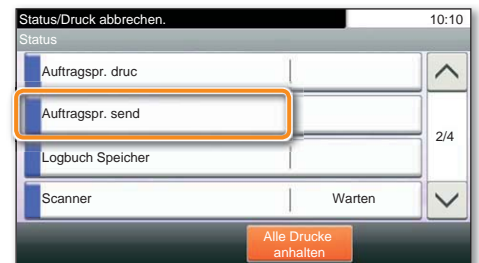 Status/Druck abbrechen. 10:10
Status
Auftragspr. druc
Auftragspr. send
2/4
Logbuch Speicher
Scanner Warten
Alle Drucke
anhalten